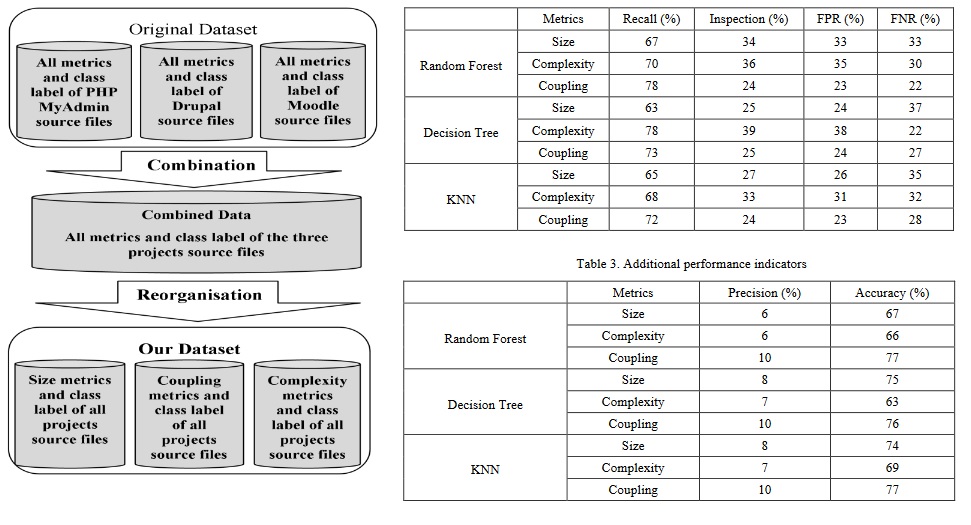 Original Dataset
All metrics
and class
label of PHP
MyAdmin
source files
All metrics
and class
label of
Drupal
source files
All metrics
and class
label of
Moodle
source files
Combination
Combined Data
All metrics and class label of the three
projects source files
Reorganisation
Our Dataset
Size metrics
and class
label of all
projects
source files
Coupling
metrics and
class label
of all
projects
source files
Complexity
metrics
and class
label of all
projects
source files
Metrics Recall (%) Inspection (%) FPR (%) FNR (%)
Random Forest
Size 67 34 33 33
Complexity 70 36 35 30
Coupling 78 24 23 22
Decision Tree
Size 63 25 24 37
Complexity 78 39 38 22
Coupling 73 25 24 27
KNN
Size 65 27 26 35
Complexity 68 33 31 32
Coupling 72 24 23 28
Table 3. Additional performance indicators
Metrics Precision (%) Accuracy (%)
Random Forest
Size 6 67
Complexity 6 66
Coupling 10 77
Decision Tree
Size 8 75
Complexity 7 63
Coupling 10 76
KNN
Size 8 74
Complexity 7 69
Coupling 10 77